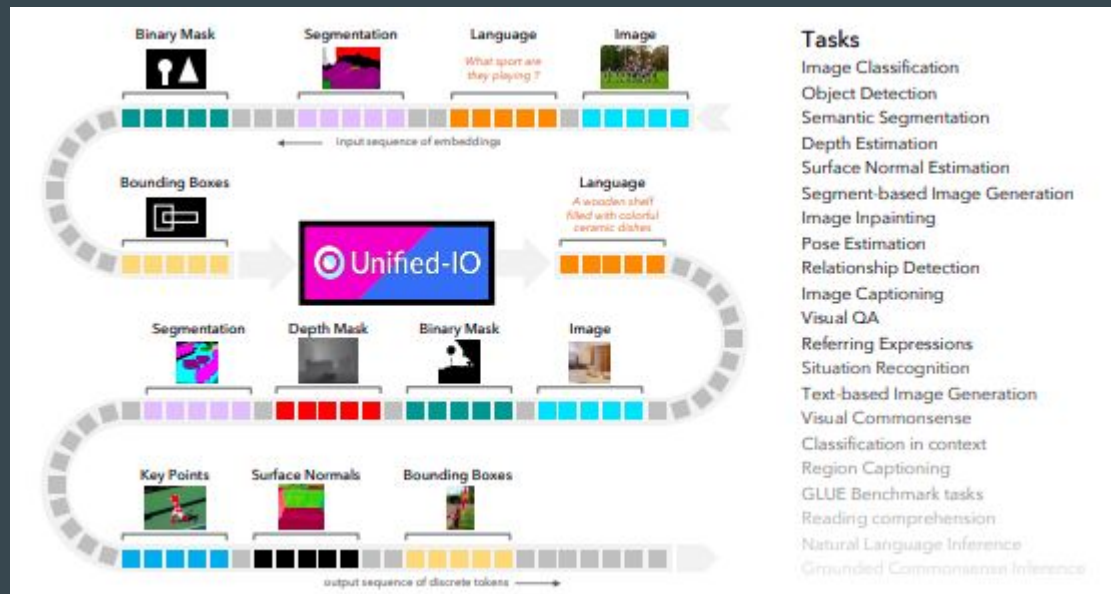 Binary Mask
Segmentation
Language
Image
What sport are
they playing ?
input sequence of embeddings
Bounding Boxes
Language
A wooden shelf
filled with colorful
ceramic dishes
Unified-IO
Segmentation
Depth Mask
Binary Mask
Image
Key Points
Surface Normals
Bounding Boxes
output sequence of discrete tokens
Tasks
Image Classification
Object Detection
Semantic Segmentation
Depth Estimation
Surface Normal Estimation
Segment-based Image Generation
Image Inpainting
Pose Estimation
Relationship Detection
Image Captioning
Visual QA
Referring Expressions
Situation Recognition
Text-based Image Generation
Visual Commonsense
Classification in context
Region Captioning
GLUE Benchmark tasks
Reading comprehension
Natural Language Inference
Grounded Commonsense Inference